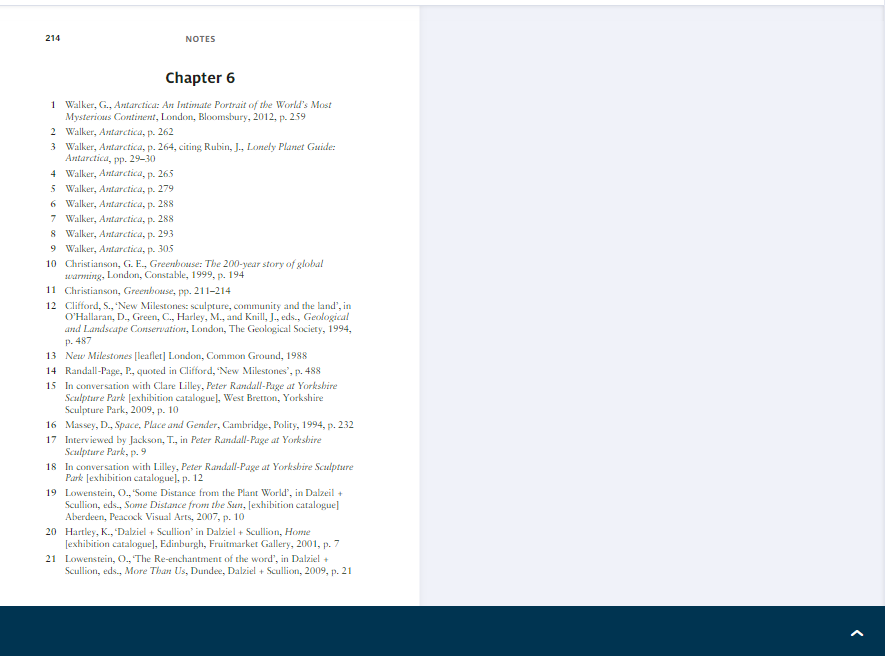 214
NOTES
Chapter 6
1 Walker, G., Antarctica: An Intimate Portrait of the World's Most
Mysterious Continent, London, Bloomsbury, 2012, p. 259
2 Walker, Antarctica, p. 262
3 Walker, Antarctica, p. 264, citing Rubin, J., Lonely Planet Guide:
Antarctica, pp. 29–30
4 Walker, Antarctica, p. 265
5 Walker, Antarctica, p. 279
6 Walker, Antarctica, p. 288
7 Walker, Antarctica, p. 288
8 Walker, Antarctica, p. 293
9 Walker, Antarctica, p. 305
10 Christianson, G. E., Greenhouse: The 200-year story of global
warming, London, Constable, 1999, p. 194
11 Christianson, Greenhouse, pp. 211–214
12 Clifford, S., 'New Milestones: sculpture, community and the land', in
O'Hallaran, D., Green, C., Harley, M., and Knill, J., eds., Geological
and Landscape Conservation, London, The Geological Society, 1994,
p. 487
13 New Milestones [leaflet] London, Common Ground, 1988
14 Randall-Page, P., quoted in Clifford, 'New Milestones', p. 488
15 In conversation with Clare Lilley, Peter Randall-Page at Yorkshire
Sculpture Park [exhibition catalogue], West Bretton, Yorkshire
Sculpture Park, 2009, p. 10
16 Massey, D., Space, Place and Gender, Cambridge, Polity, 1994, p. 232
17 Interviewed by Jackson, T., in Peter Randall-Page at Yorkshire
Sculpture Park, p. 9
18 In conversation with Lilley, Peter Randall-Page at Yorkshire Sculpture
Park [exhibition catalogue], p. 12
19 Lowenstein, O., 'Some Distance from the Plant World', in Dalzeil +
Scullion, eds., Some Distance from the Sun, [exhibition catalogue]
Aberdeen, Peacock Visual Arts, 2007, p. 10
20 Hartley, K., 'Dalziel + Scullion' in Dalziel + Scullion, Home
[exhibition catalogue], Edinburgh, Fruitmarket Gallery, 2001, p. 7
21 Lowenstein, O., 'The Re-enchantment of the word', in Dalziel +
Scullion, eds., More Than Us, Dundee, Dalziel + Scullion, 2009, p. 21